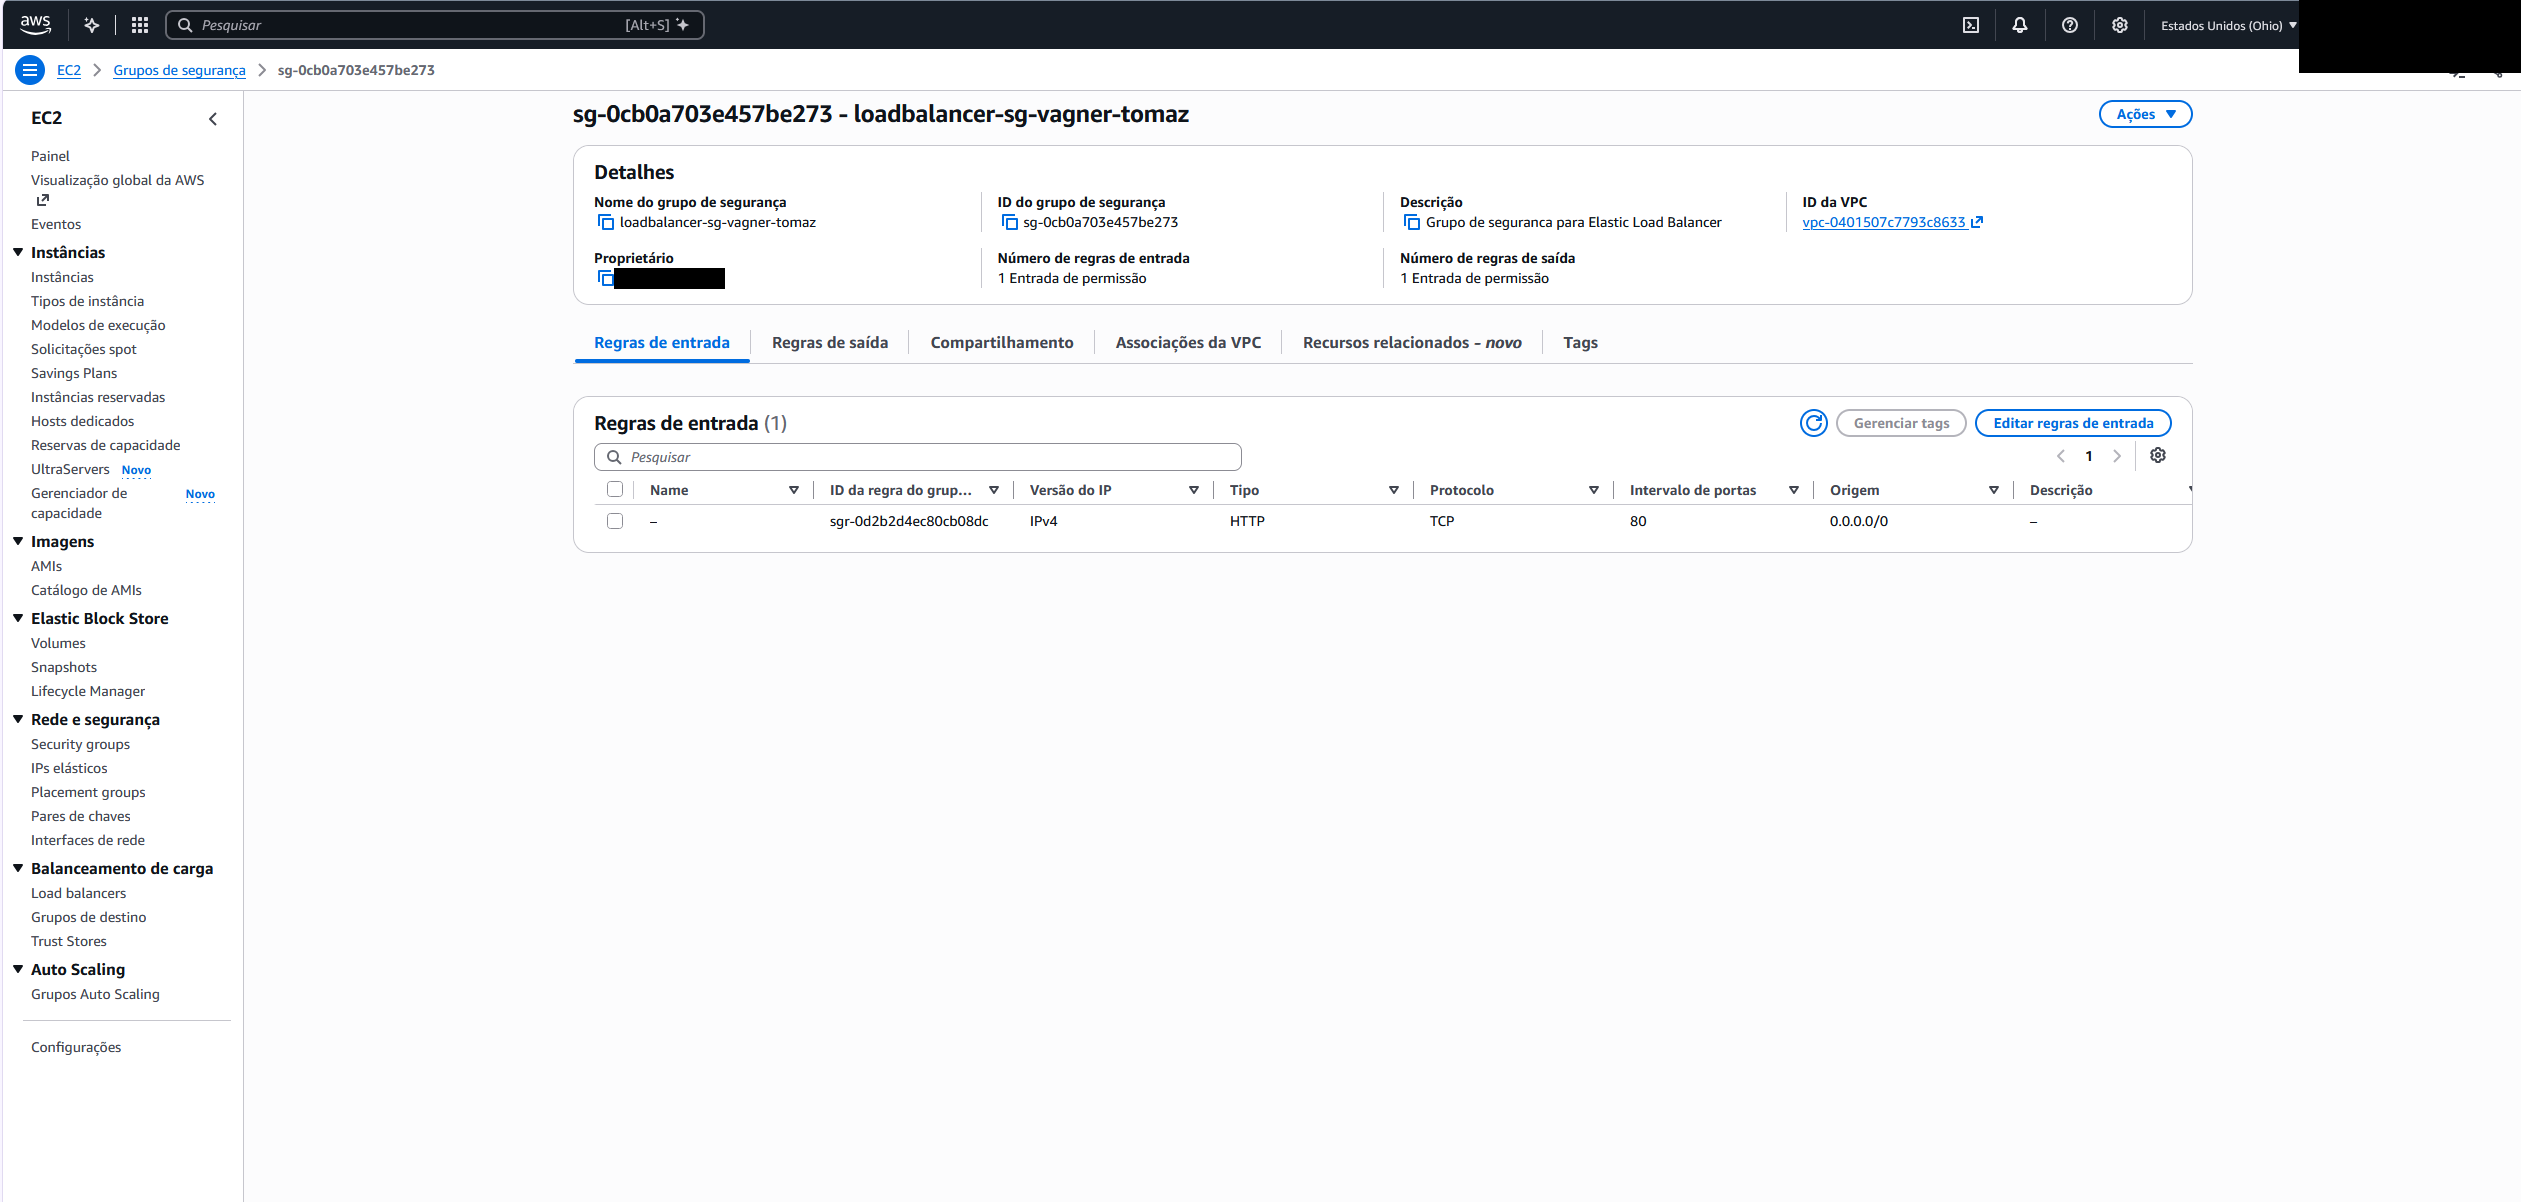 aws
Pesquisar
[Alt+S]
Estados Unidos (Ohio)
EC2
Grupos de segurança
sg-0cb0a703e457be273
EC2
Painel
Visualização global da AWS
Eventos
Instâncias
Instâncias
Tipos de instância
Modelos de execução
Solicitações spot
Savings Plans
Instâncias reservadas
Hosts dedicados
Reservas de capacidade
UltraServers Novo
Gerenciador de Novo
capacidade
Imagens
AMIs
Catálogo de AMIs
Elastic Block Store
Volumes
Snapshots
Lifecycle Manager
Rede e segurança
Security groups
IPs elásticos
Placement groups
Pares de chaves
Interfaces de rede
Balanceamento de carga
Load balancers
Grupos de destino
Trust Stores
Auto Scaling
Grupos Auto Scaling
Configurações
sg-0cb0a703e457be273 - loadbalancer-sg-vagner-tomaz
Ações
Detalhes
Nome do grupo de segurança
loadbalancer-sg-vagner-tomaz
ID do grupo de segurança
sg-0cb0a703e457be273
Descrição
Grupo de seguranca para Elastic Load Balancer
ID da VPC
vpc-0401507c7793c8633
Proprietário
Número de regras de entrada
1 Entrada de permissão
Número de regras de saída
1 Entrada de permissão
Regras de entrada
Regras de saída
Compartilhamento
Associações da VPC
Recursos relacionados - novo
Tags
Regras de entrada (1)
Gerenciar tags
Editar regras de entrada
Pesquisar
1
Name ID da regra do grup... Versão do IP Tipo Protocolo Intervalo de portas Origem Descrição
– sgr-0d2b2d4ec80cb08dc IPv4 HTTP TCP 80 0.0.0.0/0 –